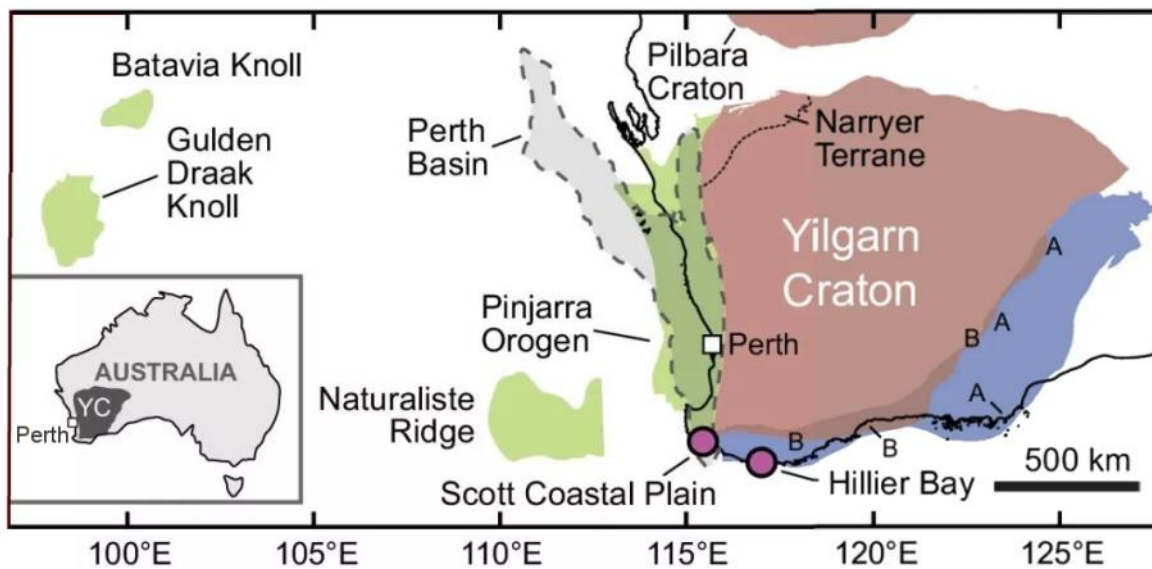 Batavia Knoll
Gulden
Draak
Knoll
Perth
Basin
Pilbara
Craton
Narryer
Terrane
Yilgarn
Craton
A
A
B
A
B
B
Pinjarra
Orogen
Perth
Naturaliste
Ridge
Scott Coastal Plain
Hillier Bay
500 km
AUSTRALIA
YC
Perth
100°E
105°E
110°E
115°E
120°E
125°E